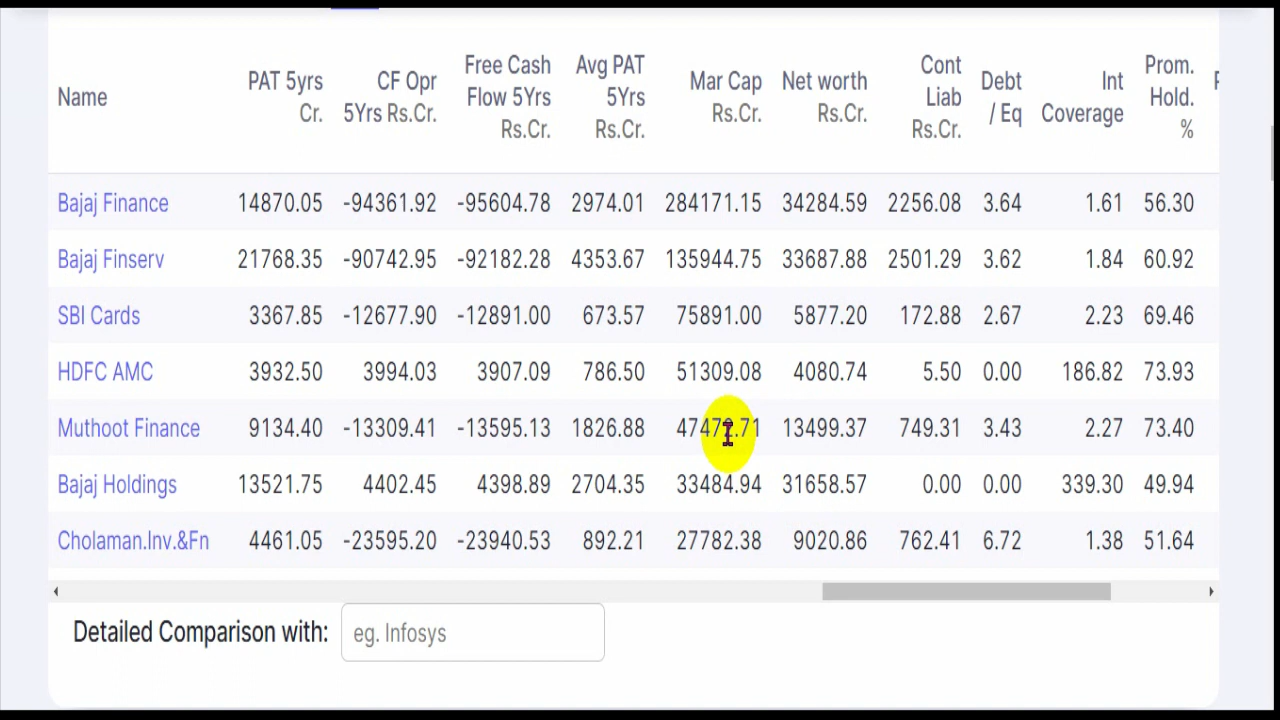 Name PAT 5yrs Cr. CF Opr 5Yrs Rs.Cr. Free Cash Flow 5Yrs Rs.Cr. Avg PAT 5Yrs Rs.Cr. Mar Cap Rs.Cr. Net worth Rs.Cr. Cont Liab Rs.Cr. Debt / Eq Int Coverage Prom. Hold. %
Bajaj Finance 14870.05 -94361.92 -95604.78 2974.01 284171.15 34284.59 2256.08 3.64 1.61 56.30
Bajaj Finserv 21768.35 -90742.95 -92182.28 4353.67 135944.75 33687.88 2501.29 3.62 1.84 60.92
SBI Cards 3367.85 -12677.90 -12891.00 673.57 75891.00 5877.20 172.88 2.67 2.23 69.46
HDFC AMC 3932.50 3994.03 3907.09 786.50 51309.08 4080.74 5.50 0.00 186.82 73.93
Muthoot Finance 9134.40 -13309.41 -13595.13 1826.88 13499.37 749.31 3.43 2.27 73.40
Bajaj Holdings 13521.75 4402.45 4398.89 2704.35 33484.94 31658.57 0.00 0.00 339.30 49.94
Cholaman.Inv.&Fn 4461.05 -23595.20 -23940.53 892.21 27782.38 9020.86 762.41 6.72 1.38 51.64
Detailed Comparison with: eg. Infosys